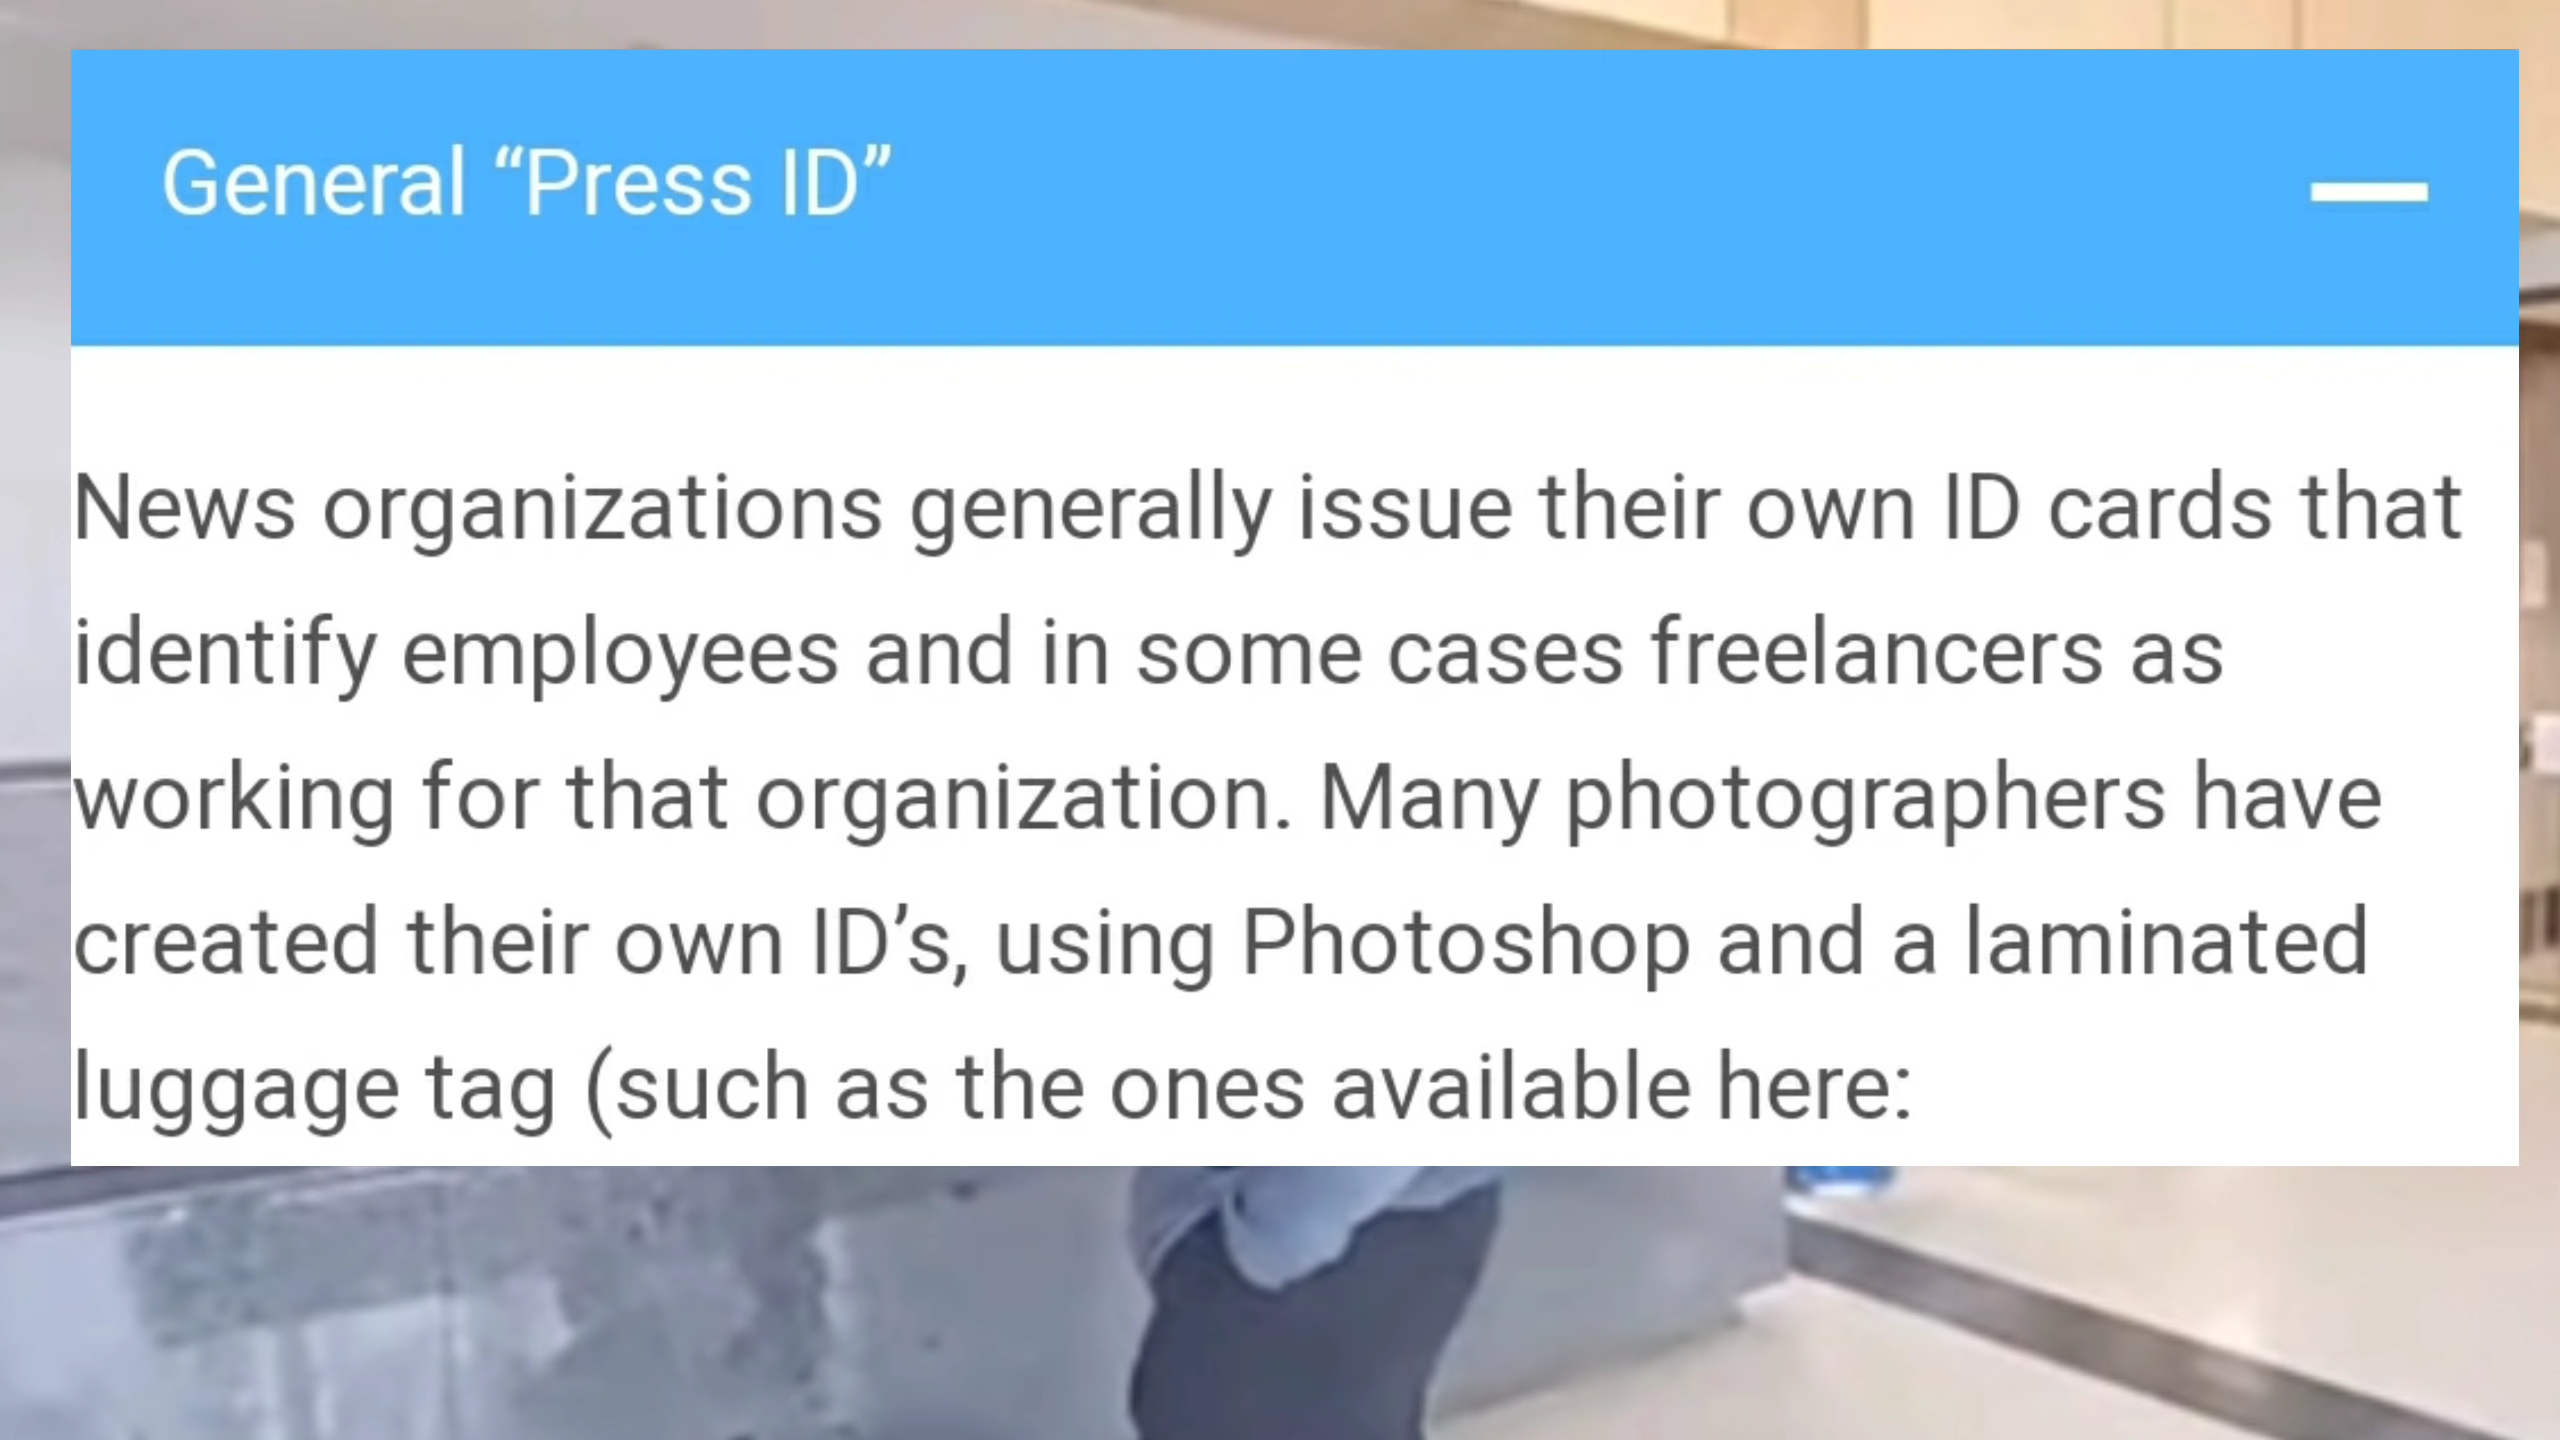 General “Press ID”
News organizations generally issue their own ID cards that
identify employees and in some cases freelancers as
working for that organization. Many photographers have
created their own ID’s, using Photoshop and a laminated
luggage tag (such as the ones available here: